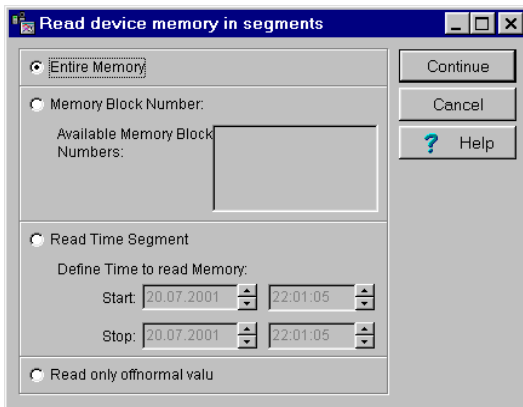 Read device memory in segments
Entire Memory
Continue
Memory Block Number:
Cancel
Available Memory Block
Numbers:
Help
Read Time Segment
Define Time to read Memory:
Start: 20.07.2001 22:01:05
Stop: 20.07.2001 22:01:05
Read only offnormal valu